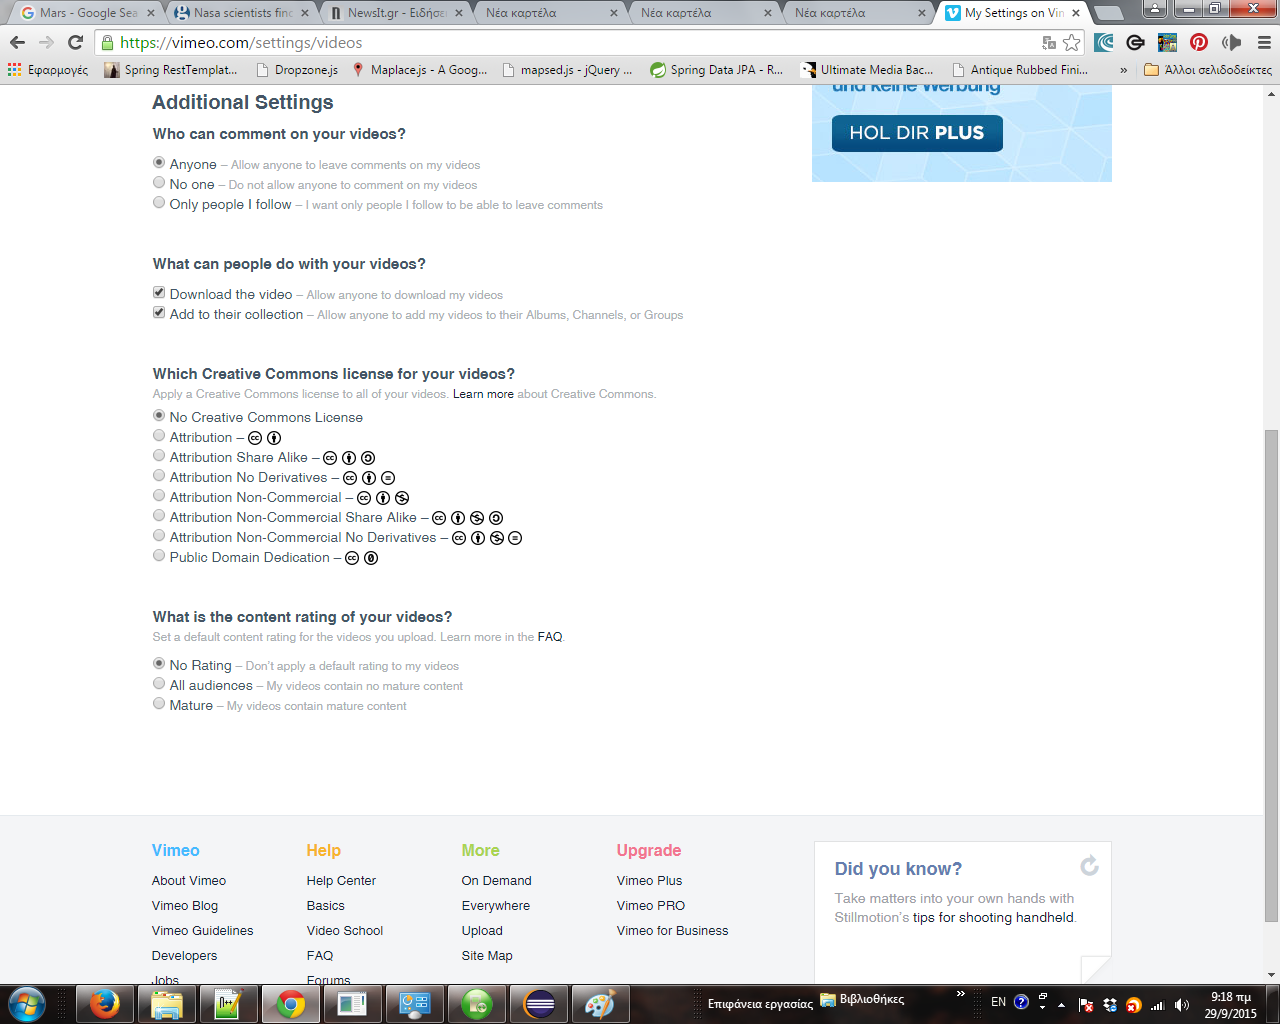 Mars - Google Sea
Nasa scientists fin
NewsIt.gr - Ειδήσε
Νέα καρτέλα
Νέα καρτέλα
Νέα καρτέλα
My Settings on Vim
https://vimeo.com/settings/videos
Εφαρμογές
Spring RestTemplat...
Dropzone.js
Maplace.js - A Goog...
mapsed.js - jQuery ...
Spring Data JPA - R...
Ultimate Media Bac...
Antique Rubbed Fini...
»
Άλλοι σελιδοδείκτες
und keine Werbung
HOL DIR PLUS
Additional Settings
Who can comment on your videos?
Anyone – Allow anyone to leave comments on my videos
No one – Do not allow anyone to comment on my videos
Only people I follow – I want only people I follow to be able to leave comments
What can people do with your videos?
Download the video – Allow anyone to download my videos
Add to their collection – Allow anyone to add my videos to their Albums, Channels, or Groups
Which Creative Commons license for your videos?
Apply a Creative Commons license to all of your videos. Learn more about Creative Commons.
No Creative Commons License
Attribution –
Attribution Share Alike –
Attribution No Derivatives –
Attribution Non-Commercial –
Attribution Non-Commercial Share Alike –
Attribution Non-Commercial No Derivatives –
Public Domain Dedication –
What is the content rating of your videos?
Set a default content rating for the videos you upload. Learn more in the FAQ.
No Rating – Don't apply a default rating to my videos
All audiences – My videos contain no mature content
Mature – My videos contain mature content
Vimeo
About Vimeo
Vimeo Blog
Vimeo Guidelines
Developers
Jobs
Help
Help Center
Basics
Video School
FAQ
Forums
More
On Demand
Everywhere
Upload
Site Map
Upgrade
Vimeo Plus
Vimeo PRO
Vimeo for Business
Did you know?
Take matters into your own hands with
Stillmotion's tips for shooting handheld.
Επιφάνεια εργασίας
Βιβλιοθήκες
»
EN
9:18 πμ
29/9/2015